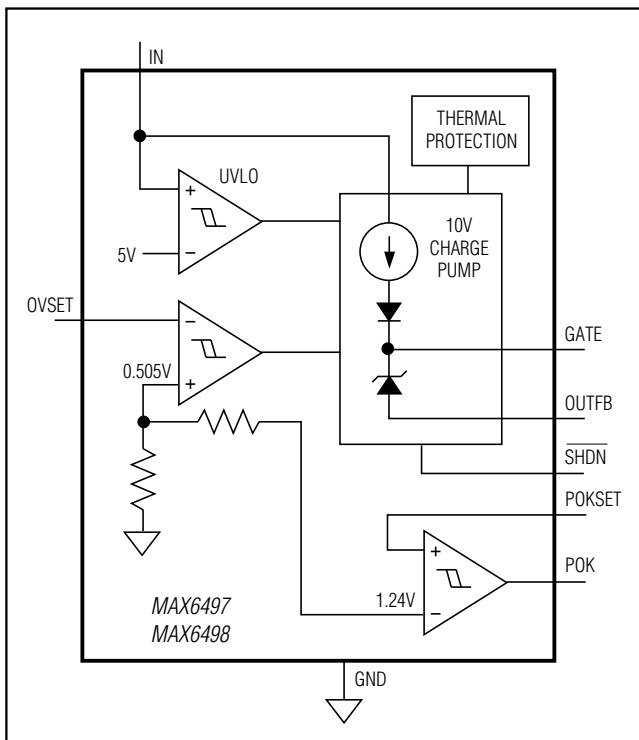 IN
THERMAL
PROTECTION
UVLO
+
10V
CHARGE
PUMP
5V
−
OVSET
−
GATE
0.505V
+
OUTFB
SHDN
POKSET
+
POK
1.24V
−
MAX6497
MAX6498
GND